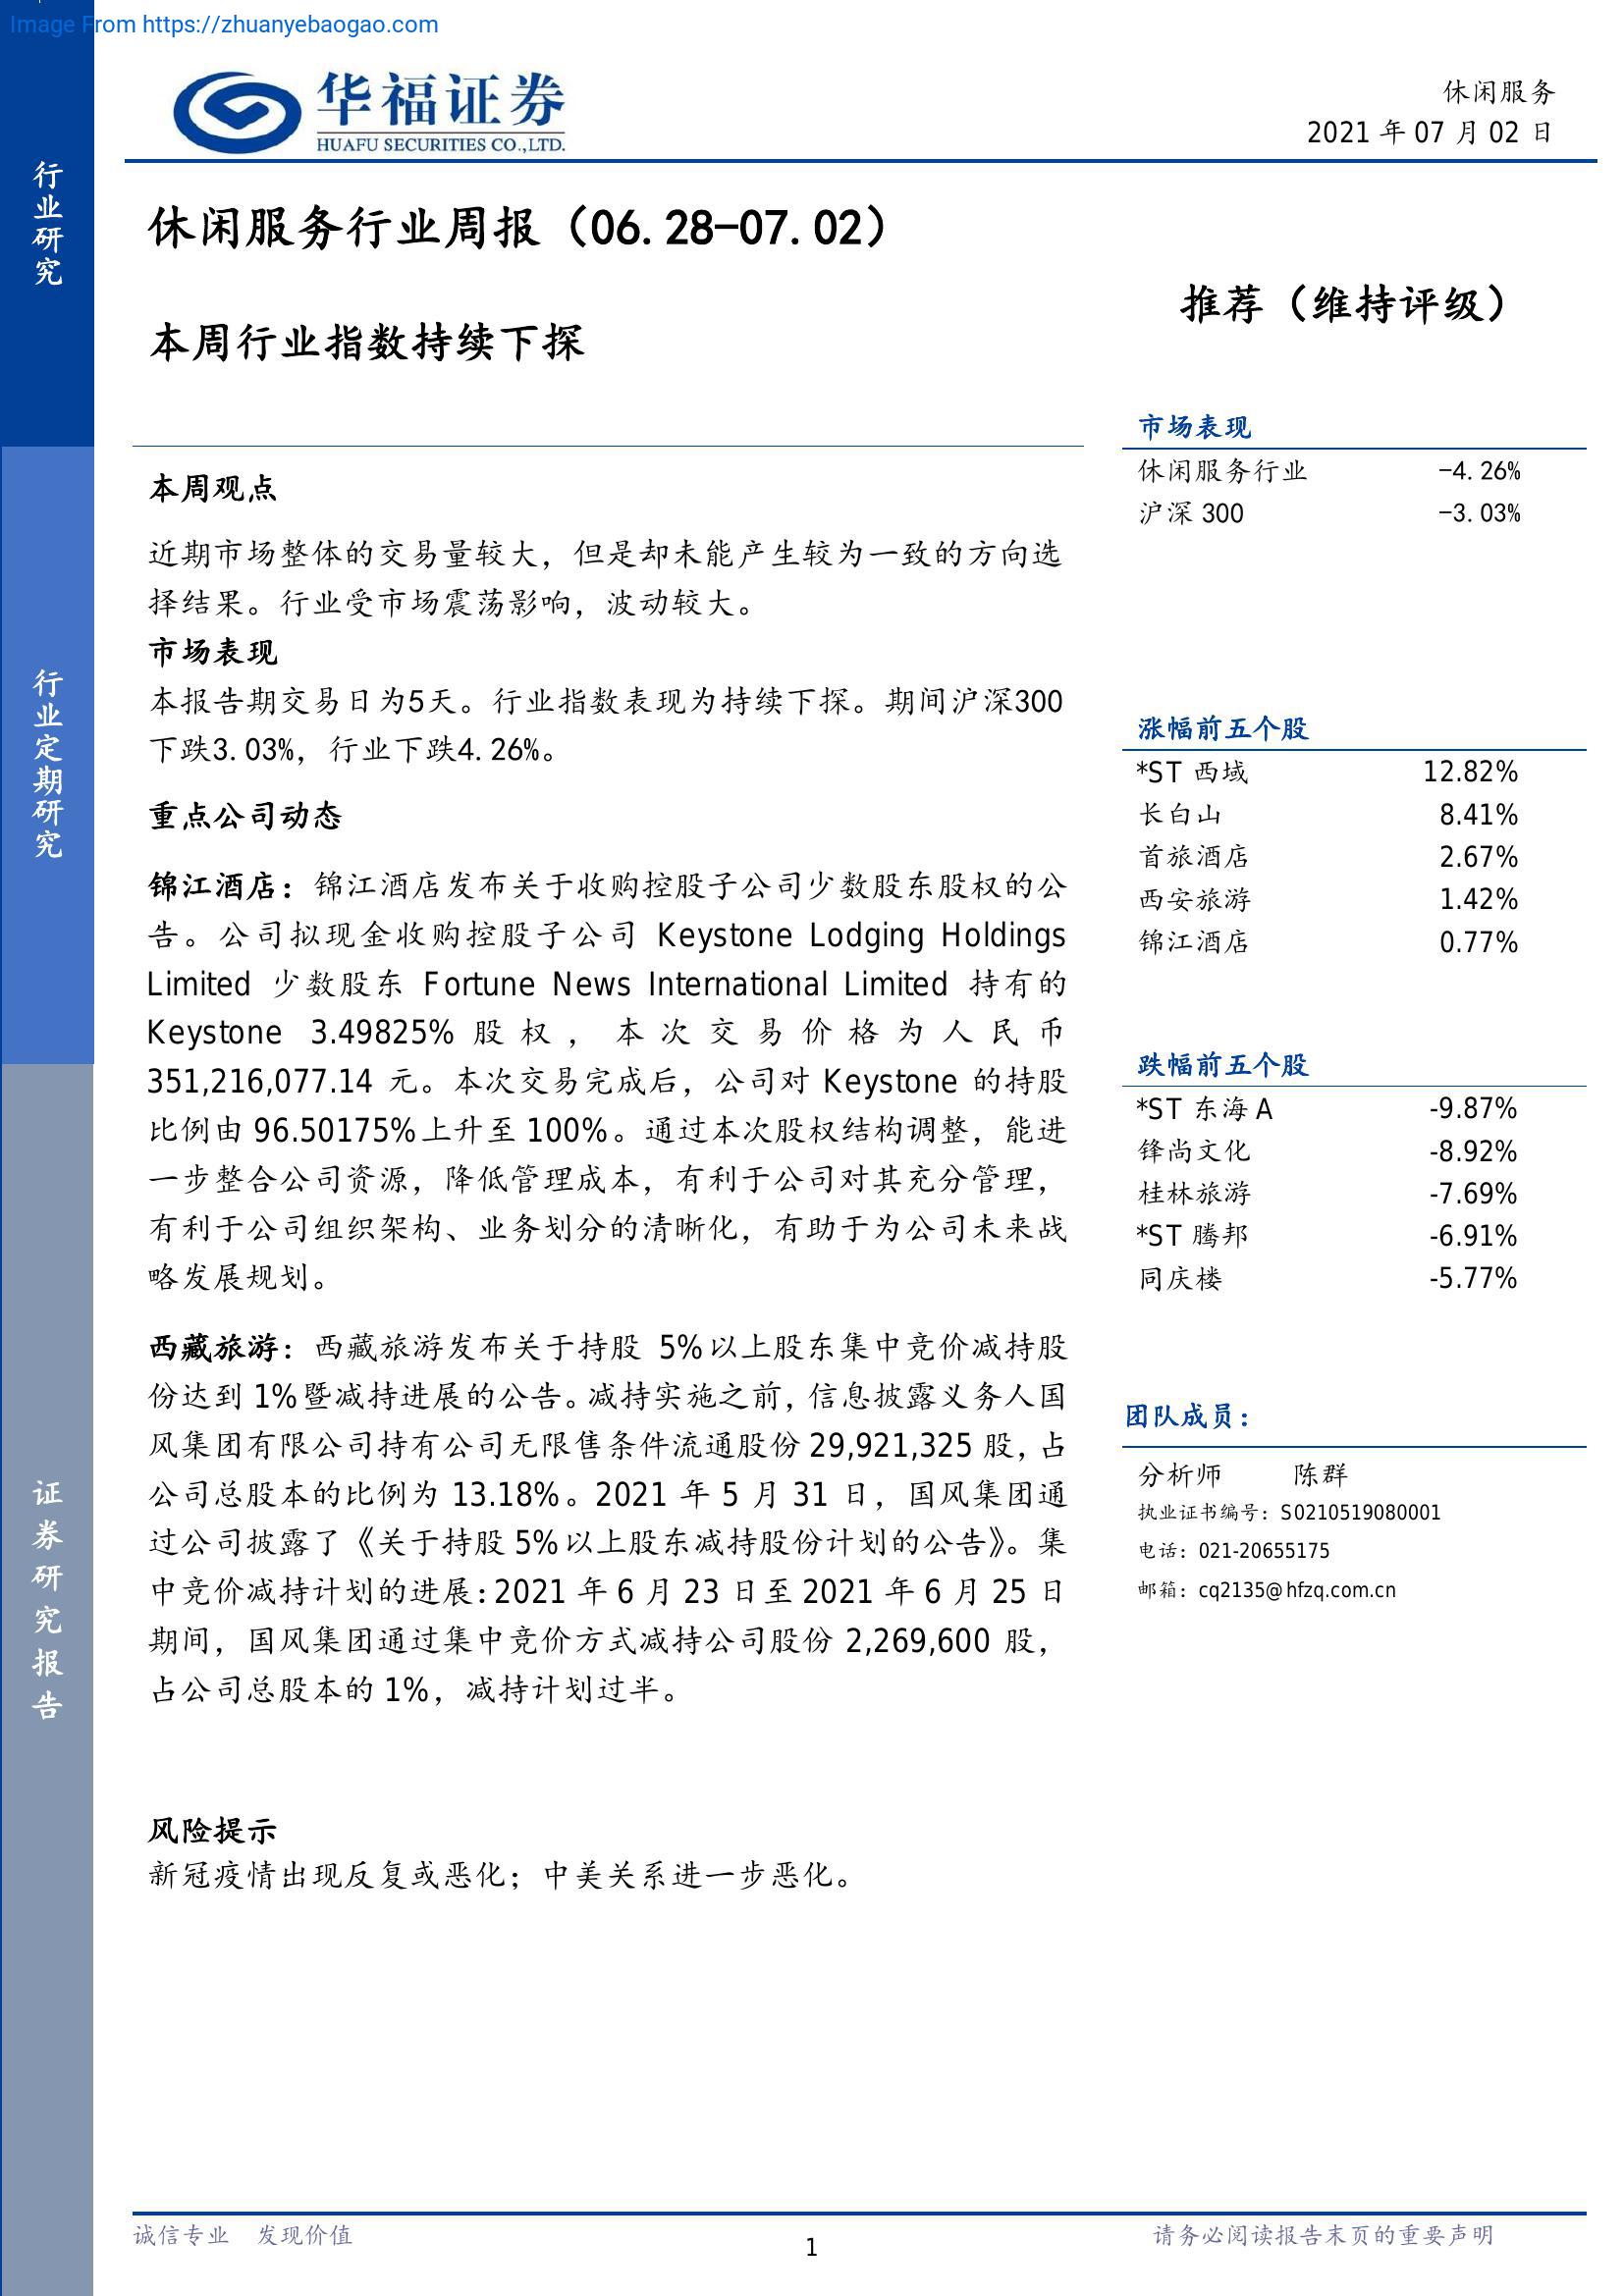 Image From https://zhuanyebaogao.com
华福证券
HUAFU SECURITIES CO.,LTD.
休闲服务
2021 年 07 月 02 日
行业研究
行业定期研究
证券研究报告
休闲服务行业周报（06.28-07.02）
本周行业指数持续下探
推荐（维持评级）
本周观点
近期市场整体的交易量较大，但是却未能产生较为一致的方向选
择结果。行业受市场震荡影响，波动较大。
市场表现
本报告期交易日为5天。行业指数表现为持续下探。期间沪深300
下跌3.03%，行业下跌4.26%。
重点公司动态
锦江酒店：锦江酒店发布关于收购控股子公司少数股东股权的公
告。公司拟现金收购控股子公司 Keystone Lodging Holdings
Limited 少数股东 Fortune News International Limited 持有的
Keystone 3.49825% 股权，本次交易价格为人民币
351,216,077.14 元。本次交易完成后，公司对 Keystone 的持股
比例由 96.50175%上升至 100%。通过本次股权结构调整，能进
一步整合公司资源，降低管理成本，有利于公司对其充分管理，
有利于公司组织架构、业务划分的清晰化，有助于为公司未来战
略发展规划。
西藏旅游：西藏旅游发布关于持股 5%以上股东集中竞价减持股
份达到 1%暨减持进展的公告。减持实施之前，信息披露义务人国
风集团有限公司持有公司无限售条件流通股份 29,921,325 股，占
公司总股本的比例为 13.18%。2021 年 5 月 31 日，国风集团通
过公司披露了《关于持股 5%以上股东减持股份计划的公告》。集
中竞价减持计划的进展：2021 年 6 月 23 日至 2021 年 6 月 25 日
期间，国风集团通过集中竞价方式减持公司股份 2,269,600 股，
占公司总股本的 1%，减持计划过半。
风险提示
新冠疫情出现反复或恶化；中美关系进一步恶化。
市场表现
休闲服务行业 -4.26%
沪深 300 -3.03%
涨幅前五个股
*ST 西域 12.82%
长白山 8.41%
首旅酒店 2.67%
西安旅游 1.42%
锦江酒店 0.77%
跌幅前五个股
*ST 东海 A -9.87%
锋尚文化 -8.92%
桂林旅游 -7.69%
*ST 腾邦 -6.91%
同庆楼 -5.77%
团队成员：
分析师 陈群
执业证书编号：S0210519080001
电话：021-20655175
邮箱：cq2135@hfzq.com.cn
诚信专业 发现价值
1
请务必阅读报告末页的重要声明